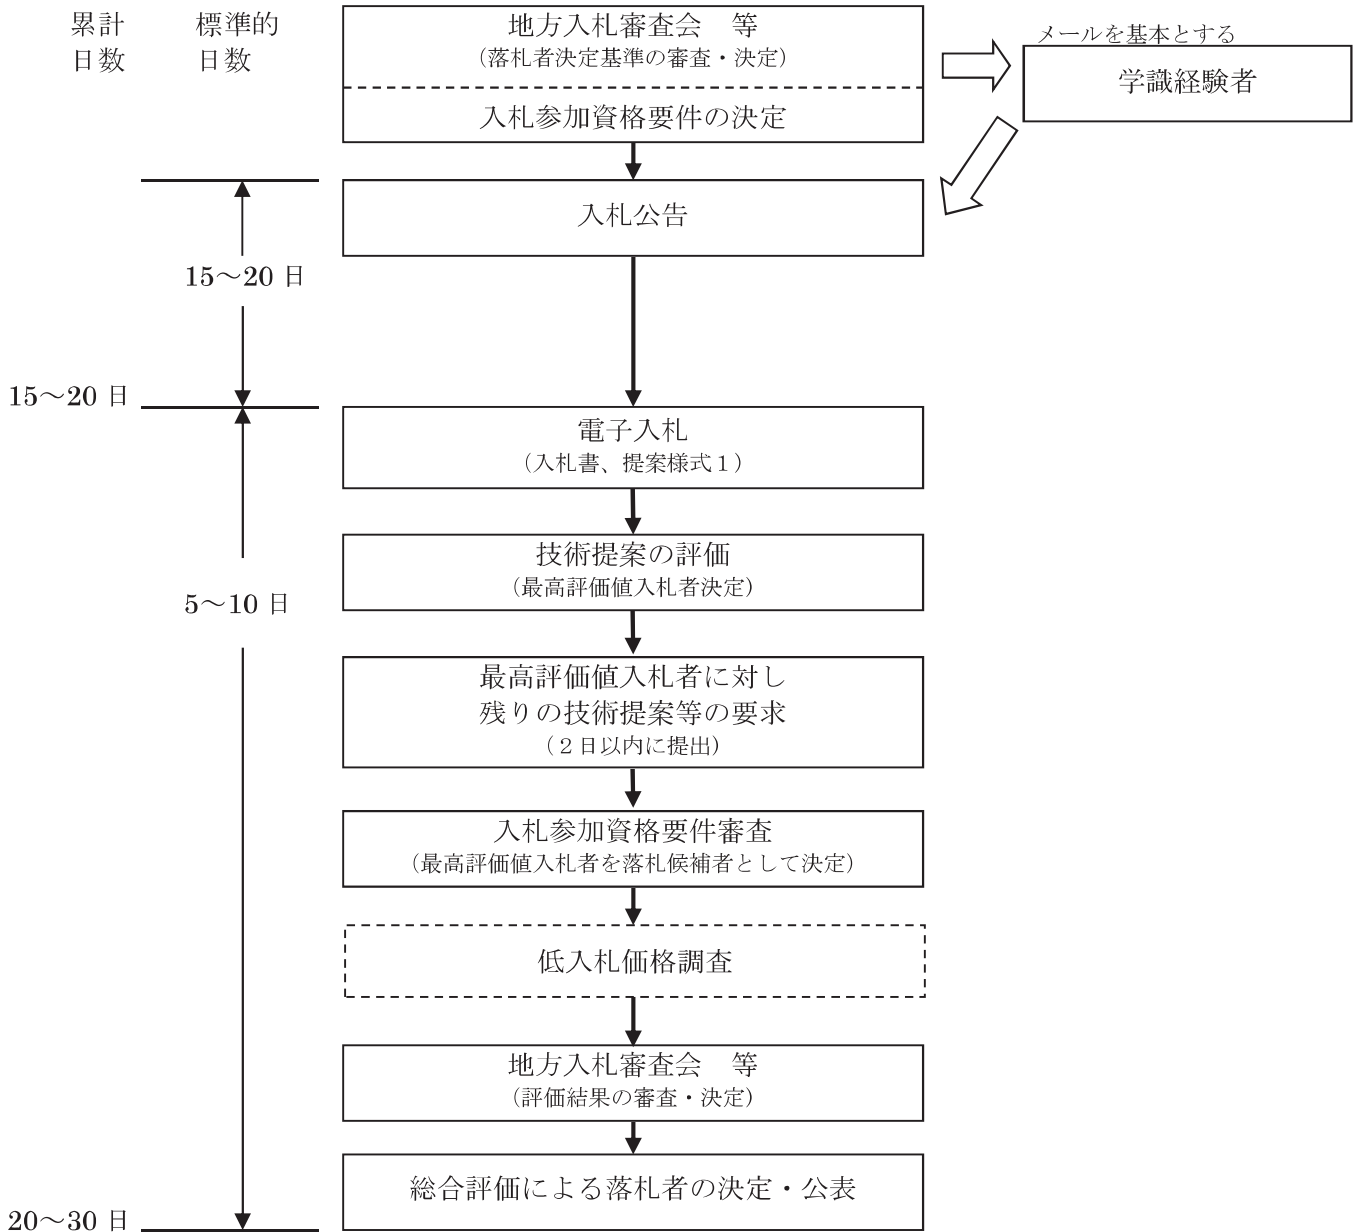 累計
日数
標準的
日数
地方入札審査会　等
（落札者決定基準の審査・決定）
入札参加資格要件の決定
メールを基本とする
学識経験者
入札公告
15～20 日
15～20 日
電子入札
（入札書、提案様式１）
技術提案の評価
（最高評価値入札者決定）
5～10 日
最高評価値入札者に対し
残りの技術提案等の要求
（２日以内に提出）
入札参加資格要件審査
（最高評価値入札者を落札候補者として決定）
低入札価格調査
地方入札審査会　等
（評価結果の審査・決定）
総合評価による落札者の決定・公表
20～30 日